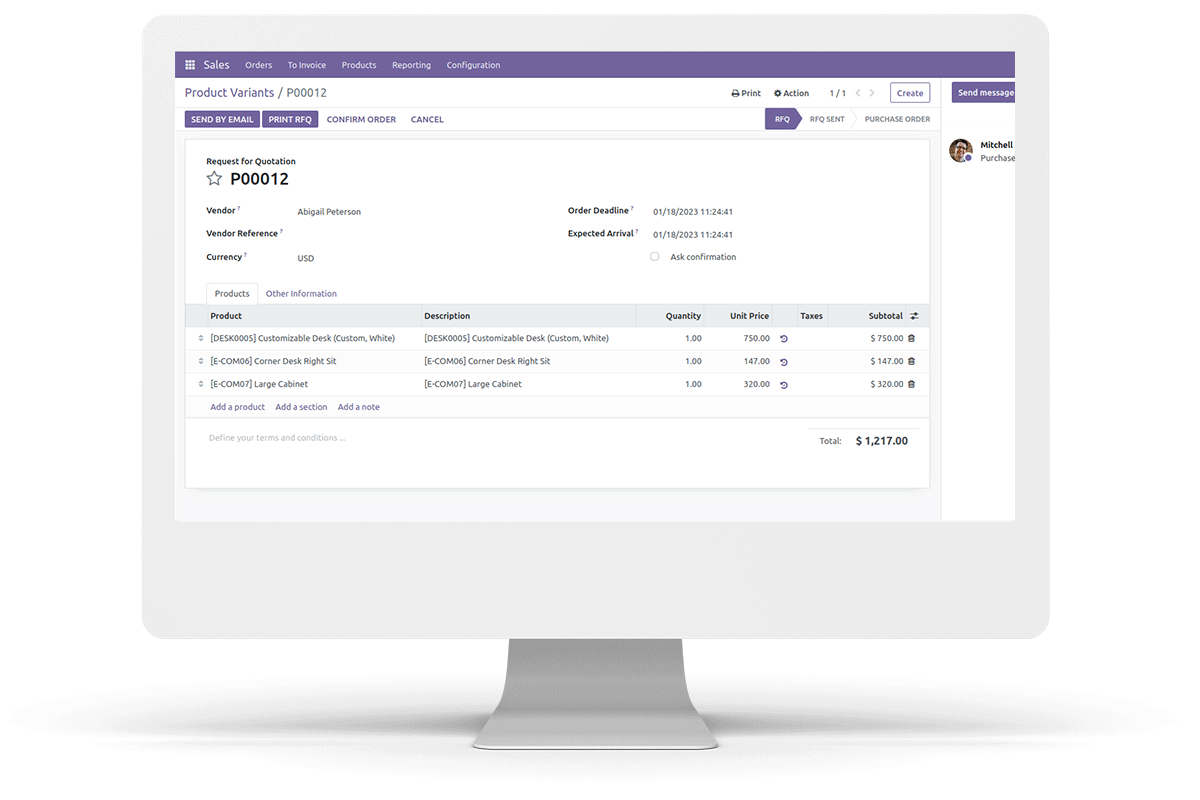 Sales Orders To Invoice Products Reporting Configuration
Product Variants / P00012 Print Action 1 / 1 Create Send message
SEND BY EMAIL PRINT RFQ CONFIRM ORDER CANCEL RFQ RFQ SENT PURCHASE ORDER
Mitchell
Purchase
Request for Quotation
P00012
Vendor ? Abigail Peterson Order Deadline ? 01/18/2023 11:24:41
Vendor Reference ? Expected Arrival ? 01/18/2023 11:24:41
Currency ? USD Ask confirmation
Products Other Information
Product Description Quantity Unit Price Taxes Subtotal
[DESK0005] Customizable Desk (Custom, White) [DESK0005] Customizable Desk (Custom, White) 1.00 750.00 $ 750.00
[E-COM06] Corner Desk Right Sit [E-COM06] Corner Desk Right Sit 1.00 147.00 $ 147.00
[E-COM07] Large Cabinet [E-COM07] Large Cabinet 1.00 320.00 $ 320.00
Add a product Add a section Add a note
Define your terms and conditions ... Total: $ 1,217.00